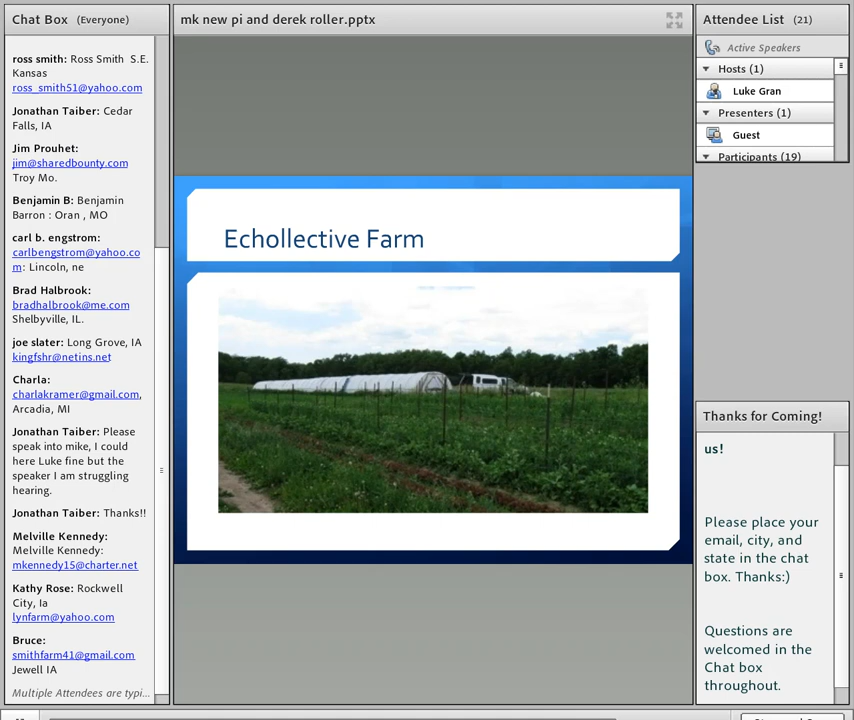 Chat Box (Everyone)
ross smith: Ross Smith S.E.
Kansas
ross_smith51@yahoo.com
Jonathan Taiber: Cedar
Falls, IA
Jim Prouhet:
jim@sharedbounty.com
Troy Mo.
Benjamin B: Benjamin
Barron : Oran , MO
carl b. engstrom:
carlbengstrom@yahoo.co
m: Lincoln, ne
Brad Halbrook:
bradhalbrook@me.com
Shelbyville, IL.
joe slater: Long Grove, IA
kingfshr@netins.net
Charla:
charlakramer@gmail.com,
Arcadia, MI
Jonathan Taiber: Please
speak into mike, I could
here Luke fine but the
speaker I am struggling
hearing.
Jonathan Taiber: Thanks!!
Melville Kennedy:
Melville Kennedy:
mkennedy15@charter.net
Kathy Rose: Rockwell
City, Ia
lynfarm@yahoo.com
Bruce:
smithfarm41@gmail.com
Jewell IA
Multiple Attendees are typi...
mk new pi and derek roller.pptx
Echollective Farm
Attendee List (21)
Active Speakers
Hosts (1)
Luke Gran
Presenters (1)
Guest
Participants (19)
Thanks for Coming!
us!
Please place your
email, city, and
state in the chat
box. Thanks:)
Questions are
welcomed in the
Chat box
throughout.